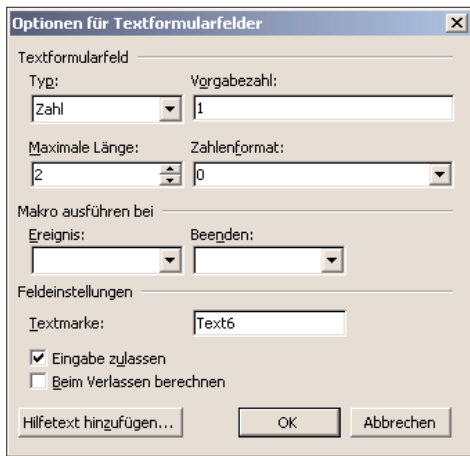 Optionen für Textformularfelder
Textformularfeld
Typ: Vorgabezahl:
Zahl 1
Maximale Länge: Zahlenformat:
2 0
Makro ausführen bei
Ereignis: Beenden:
Feldeinstellungen
Textmarke: Text6
Eingabe zulassen
Beim Verlassen berechnen
Hilfetext hinzufügen... OK Abbrechen